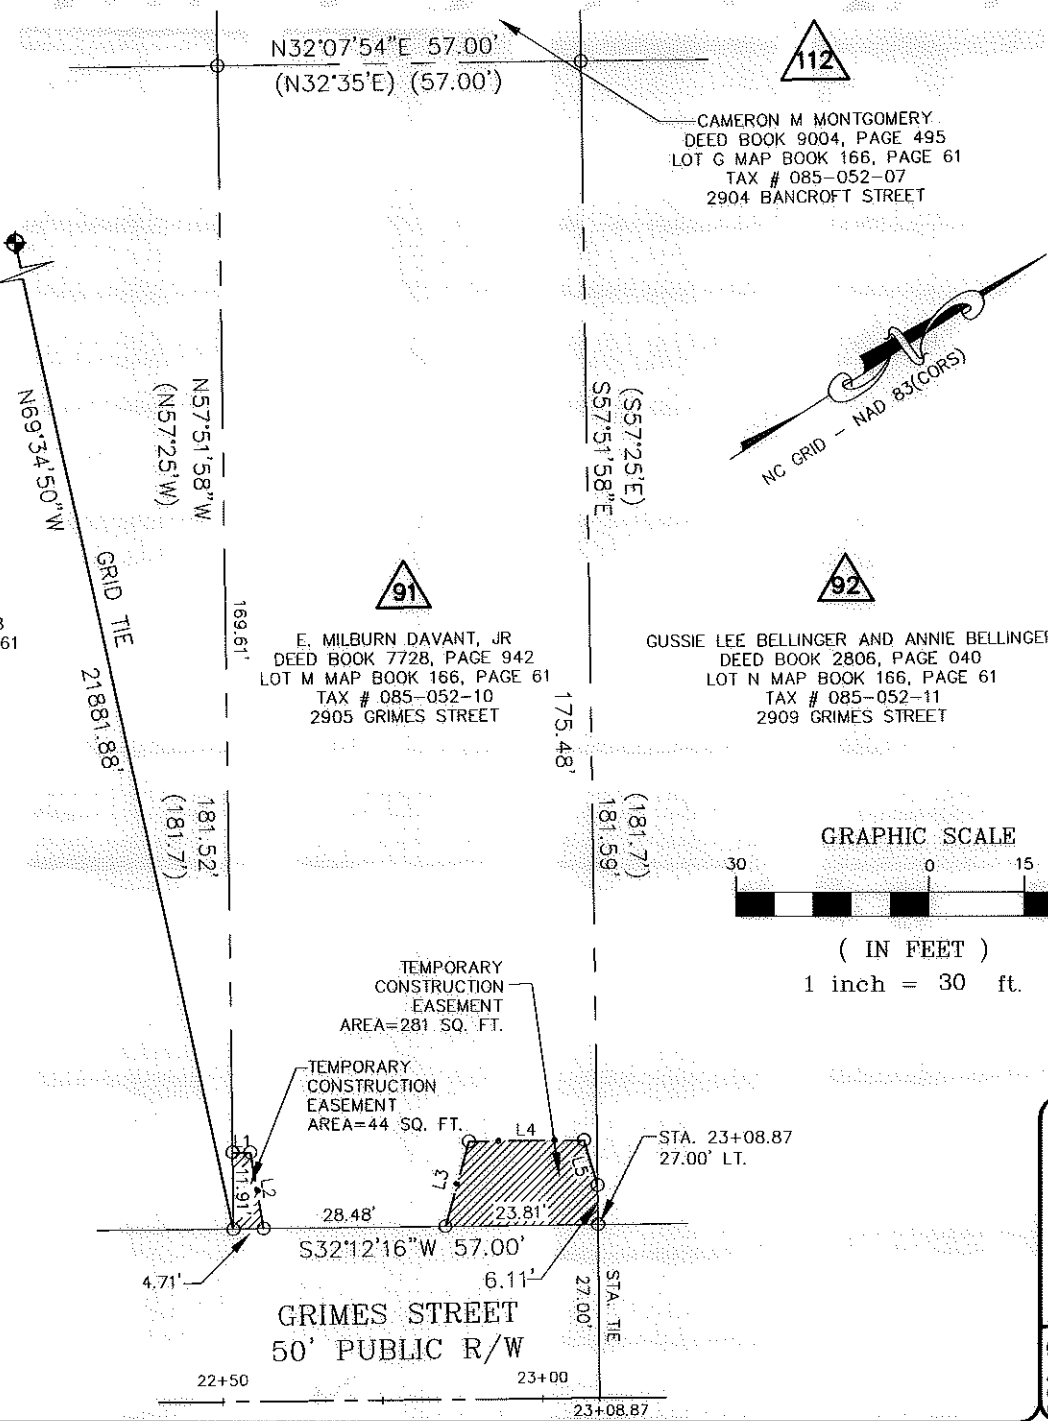 N32°07'54"E 57.00'
(N32°35'E) (57.00')
112
CAMERON M MONTGOMERY
DEED BOOK 9004, PAGE 495
LOT G MAP BOOK 166, PAGE 61
TAX # 085-052-07
2904 BANCROFT STREET
NC GRID - NAD 83(CORS)
N69°34'50"W
GRID TIE
21881.88'
N57°51'58"W
(N57°25'W)
(S57°25'E)
S57°51'58"E
61
169.61'
91
E. MILBURN DAVANT, JR
DEED BOOK 7728, PAGE 942
LOT M MAP BOOK 166, PAGE 61
TAX # 085-052-10
2905 GRIMES STREET
92
GUSSIE LEE BELLINGER AND ANNIE BELLINGER
DEED BOOK 2806, PAGE 040
LOT N MAP BOOK 166, PAGE 61
TAX # 085-052-11
2909 GRIMES STREET
175.48'
181.52'
(181.7')
(181.7')
181.59'
GRAPHIC SCALE
30 0 15
( IN FEET )
1 inch = 30 ft.
TEMPORARY
CONSTRUCTION
EASEMENT
AREA=281 SQ. FT.
TEMPORARY
CONSTRUCTION
EASEMENT
AREA=44 SQ. FT.
L1
11.91'
L2
L3
L4
L5
STA. 23+08.87
27.00' LT.
28.48'
23.81'
S32°12'16"W 57.00'
4.71'
6.11'
STA. TIE
27.00'
GRIMES STREET
50' PUBLIC R/W
22+50
23+00
23+08.87